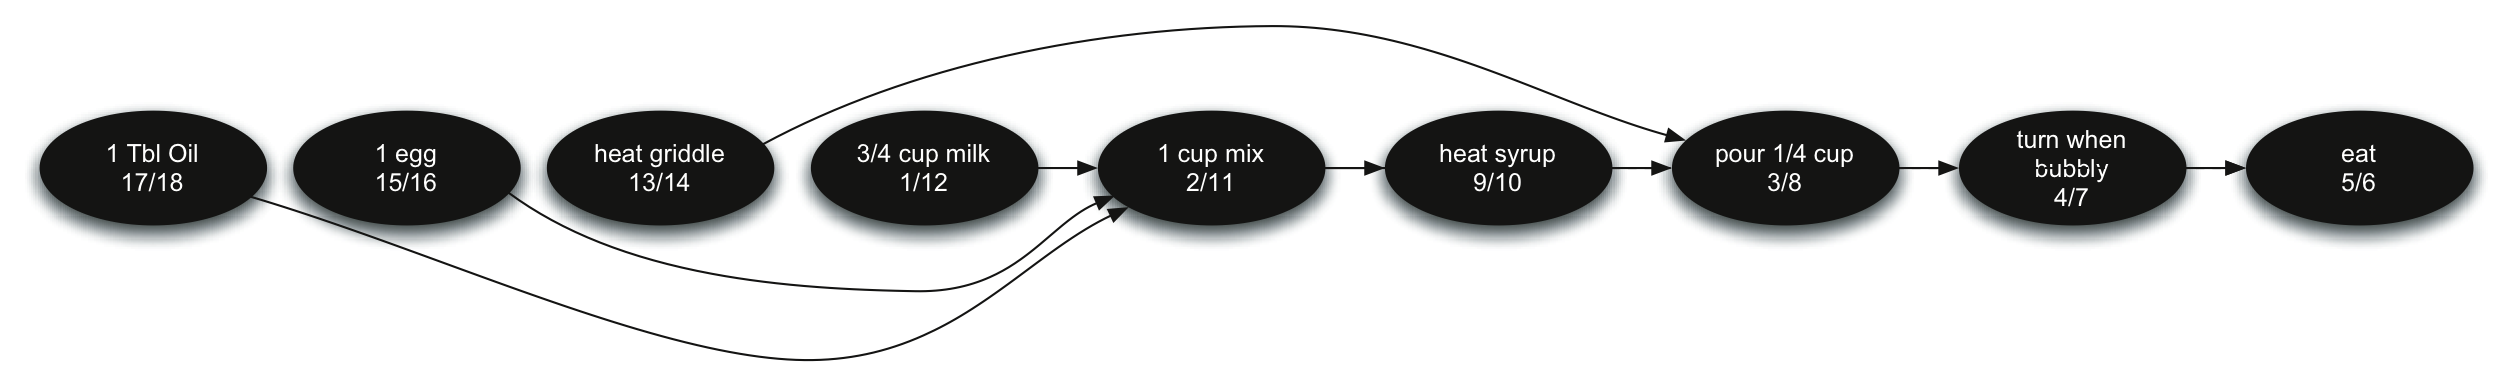 1 Tbl Oil
17/18
1 egg
15/16
heat griddle
13/14
3/4 cup milk
1/12
1 cup mix
2/11
heat syrup
9/10
pour 1/4 cup
3/8
turn when
bubbly
4/7
eat
5/6